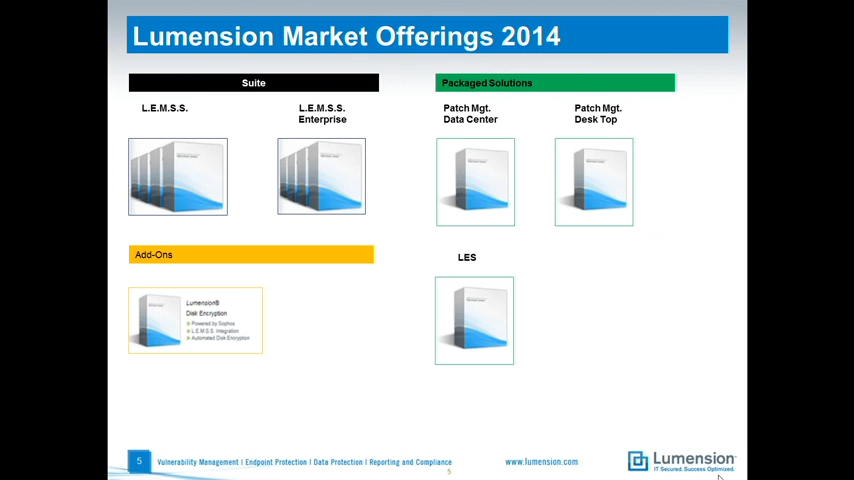 Lumension Market Offerings 2014
Suite
Packaged Solutions
L.E.M.S.S.
L.E.M.S.S.
Enterprise
Patch Mgt.
Data Center
Patch Mgt.
Desk Top
Add-Ons
LES
Lumension®
Disk Encryption
Powered by Sophos
L.E.M.S.S. Integration
Automated Disk Encryption
5
Vulnerability Management | Endpoint Protection | Data Protection | Reporting and Compliance
5
www.lumension.com
Lumension
IT Secured. Success Optimized.